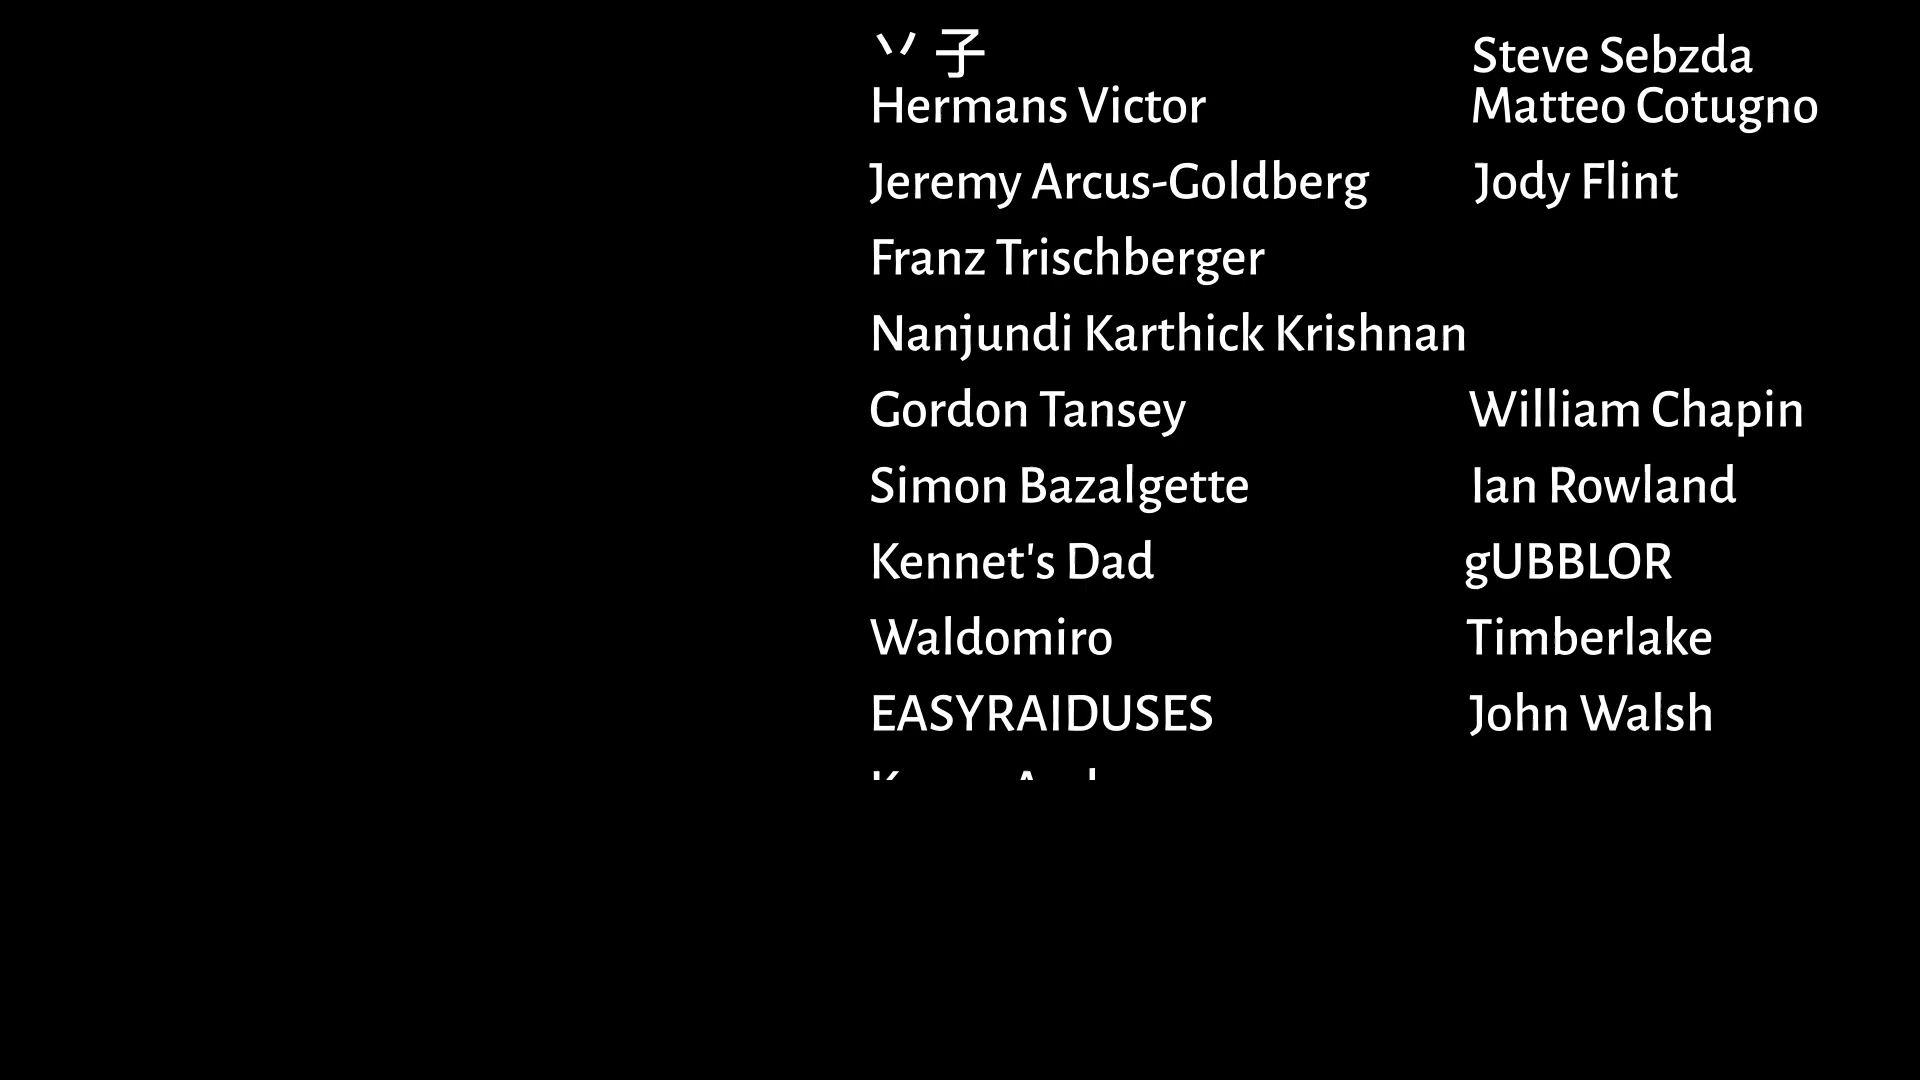 丷 子 Steve Sebzda
Hermans Victor Matteo Cotugno
Jeremy Arcus-Goldberg Jody Flint
Franz Trischberger
Nanjundi Karthick Krishnan
Gordon Tansey William Chapin
Simon Bazalgette Ian Rowland
Kennet's Dad gUBBLOR
Waldomiro Timberlake
EASYRAIDUSES John Walsh